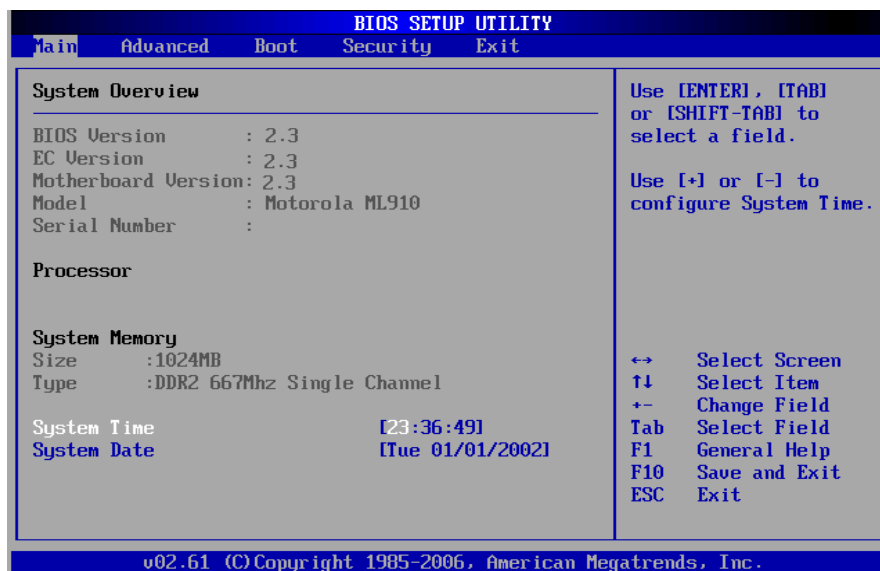 BIOS SETUP UTILITY
Main Advanced Boot Security Exit
System Overview
BIOS Version : 2.3
EC Version : 2.3
Motherboard Version: 2.3
Model : Motorola ML910
Serial Number :
Processor
System Memory
Size :1024MB
Type :DDR2 667Mhz Single Channel
System Time [23:36:49]
System Date [Tue 01/01/2002]
Use [ENTER], [TAB]
or [SHIFT-TAB] to
select a field.
Use [+] or [-] to
configure System Time.
↔ Select Screen
↑↓ Select Item
+- Change Field
Tab Select Field
F1 General Help
F10 Save and Exit
ESC Exit
v02.61 (C)Copyright 1985-2006, American Megatrends, Inc.